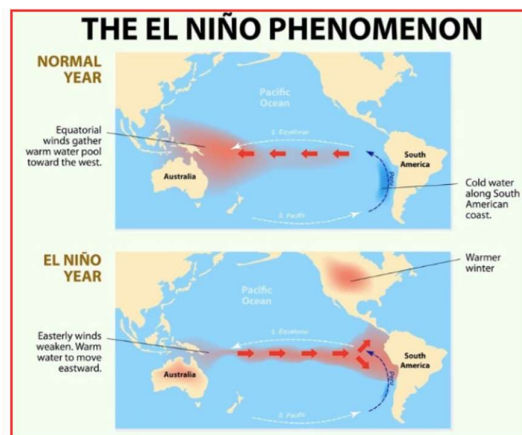 THE EL NIÑO PHENOMENON
NORMAL
YEAR
Pacific
Ocean
Equatorial
winds gather
warm water pool
toward the west.
S. Equatorial
Australia
South
America
Peru
S. Pacific
Cold water
along South
American
coast.
EL NIÑO
YEAR
Warmer
winter
Pacific
Ocean
Easterly winds
weaken. Warm
water to move
eastward.
S. Equatorial
Australia
South
America
Peru
S. Pacific